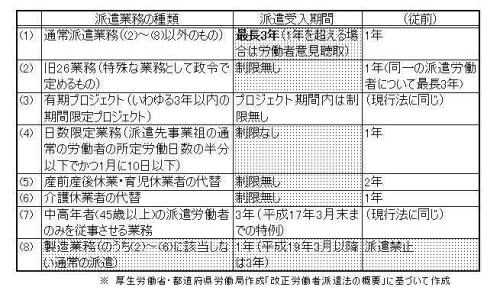 派遣業務の種類 派遣受入期間 (従前)
(1) 通常派遣業務((2)~(8)以外のもの) 最長3年(1年を超える場 1年
合は労働者意見聴取)
(2) 旧26業務(特殊な業務として政令で 制限無し 1年(同一の派遣労働
定めるもの) 者について最長3年)
(3) 有期プロジェクト(いわゆる3年以内の プロジェクト期間内は制 (現行法に同じ)
期間限定プロジェクト) 限無し
(4) 日数限定業務(派遣先事業祖の通 制限なし 1年
常の労働者の所定労働日数の半分
以下でかつ1月に10日以下)
(5) 産前産後休業・育児休業者の代替 制限無し 2年
(6) 介護休業者の代替 制限無し 1年
(7) 中高年者(45歳以上)の派遣労働者 3年(平成17年3月末ま (現行法に同じ)
のみを従事させる業務 での特例)
(8) 製造業務(のうち(2)~(6)に該当しな 1年(平成19年3月以降 派遣禁止
い通常の派遣) は3年)
※ 厚生労働省・都道府県労働局作成「改正労働者派遣法の概要」に基づいて作成